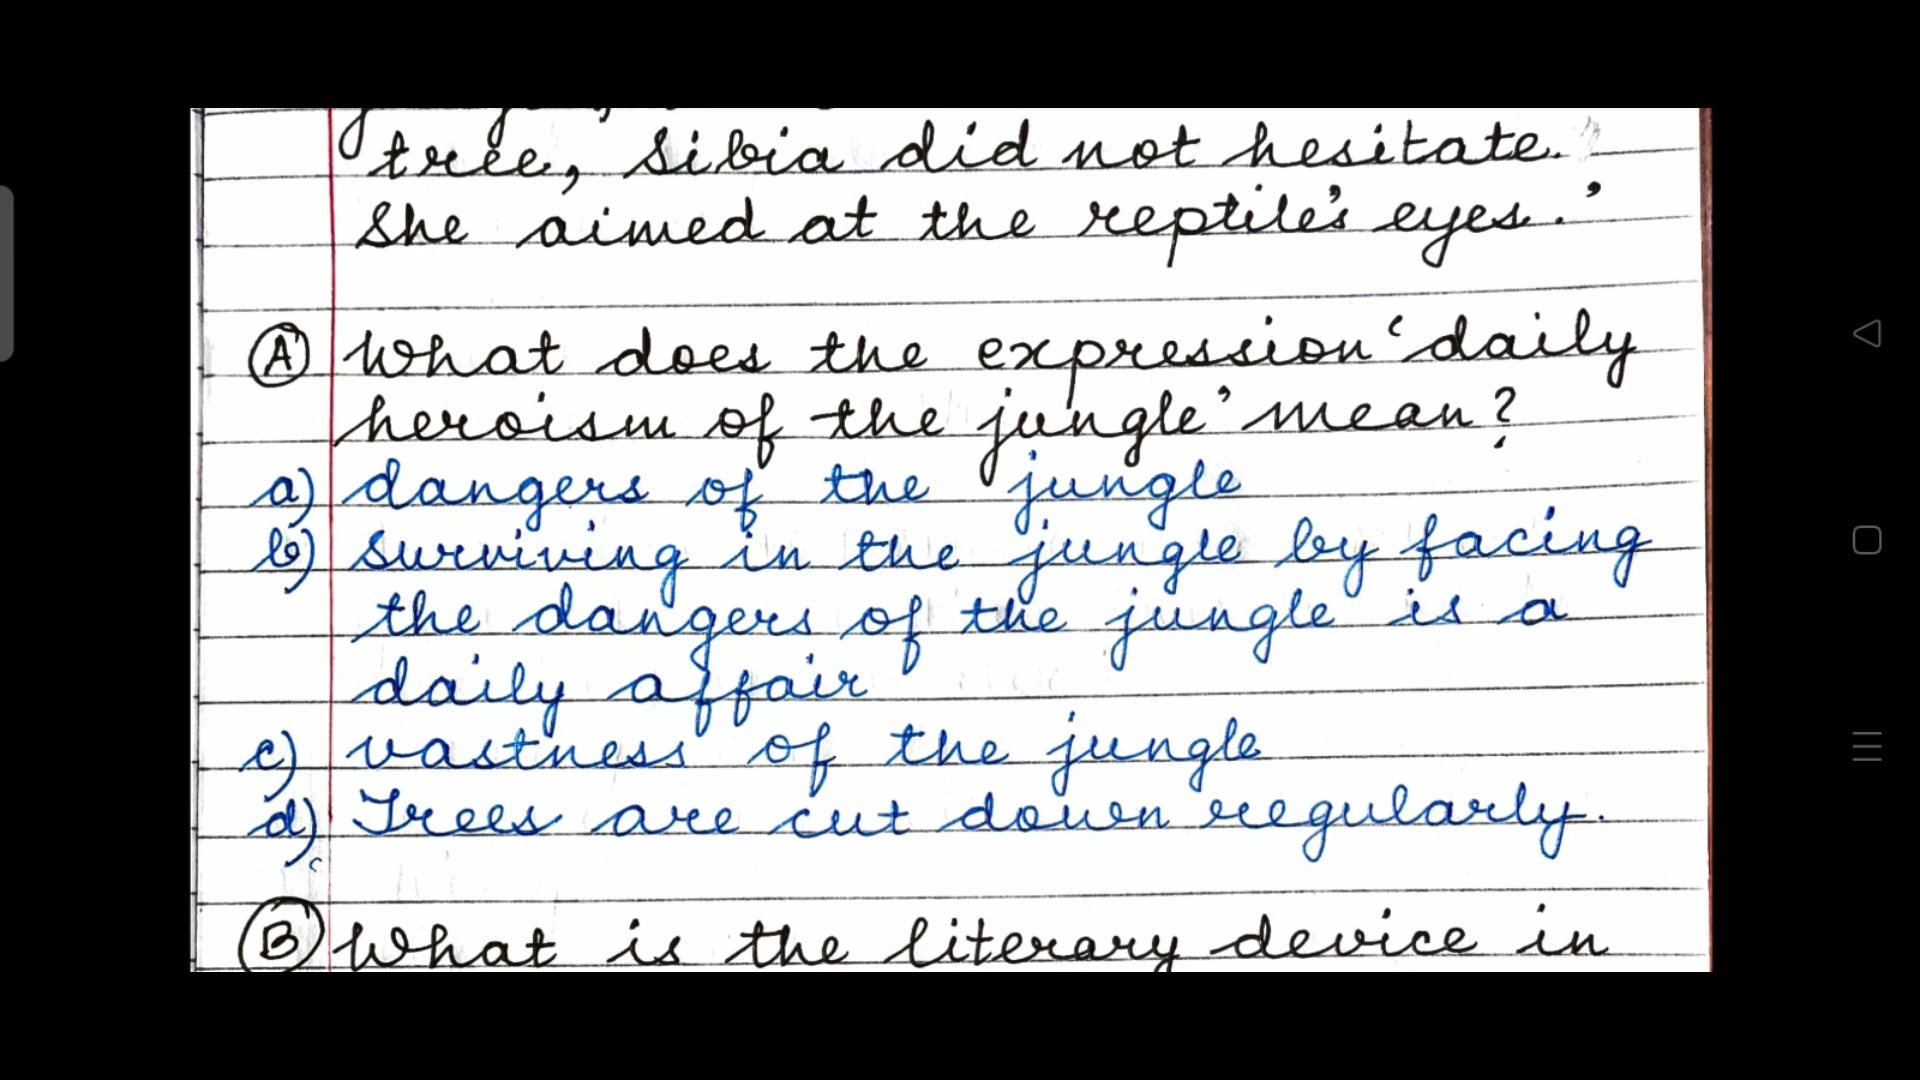 tree, Sibia did not hesitate.
She aimed at the reptile's eyes.'
(A) What does the expression 'daily
heroism of the jungle' mean?
a) dangers of the jungle
b) surviving in the jungle by facing
the dangers of the jungle is a
daily affair
c) vastness of the jungle
d) Trees are cut down regularly.
(B) What is the literary device in